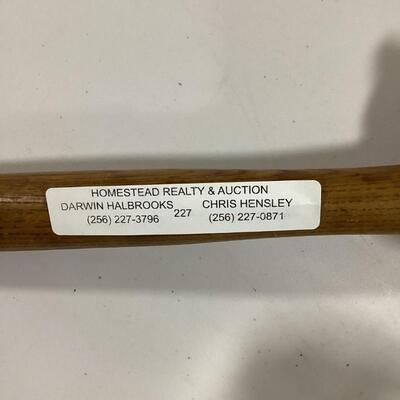 HOMESTEAD REALTY & AUCTION
DARWIN HALBROOKS 227 CHRIS HENSLEY
(256) 227-3796 (256) 227-0871